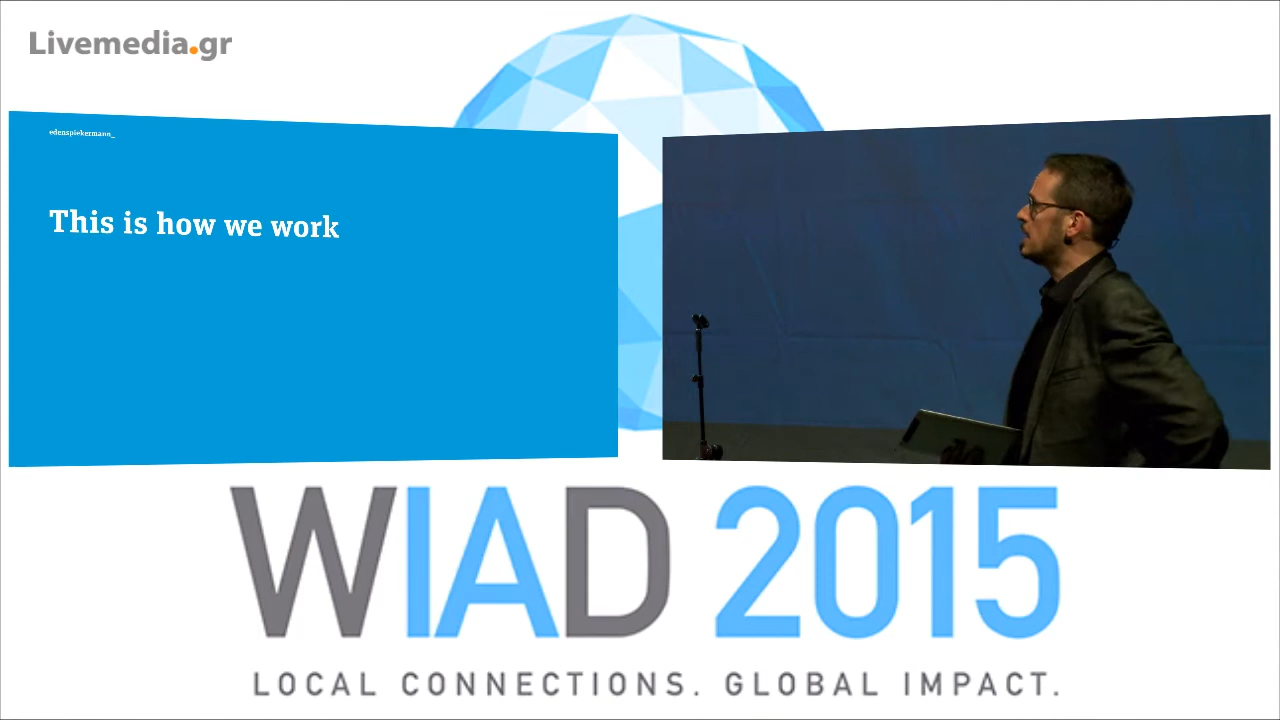 Livemedia.gr
edenspiekermann_
This is how we work
WIAD 2015
LOCAL CONNECTIONS. GLOBAL IMPACT.